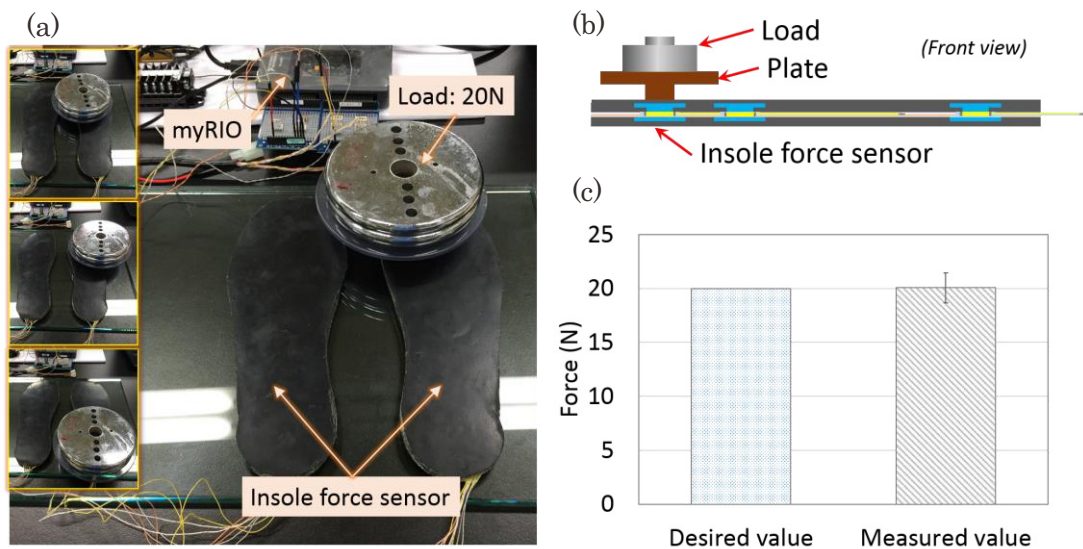 (a)
myRIO
Load: 20N
Insole force sensor
(b)
Load
Plate
(Front view)
Insole force sensor
(c)
Force (N)
25
20
15
10
5
0
Desired value
Measured value